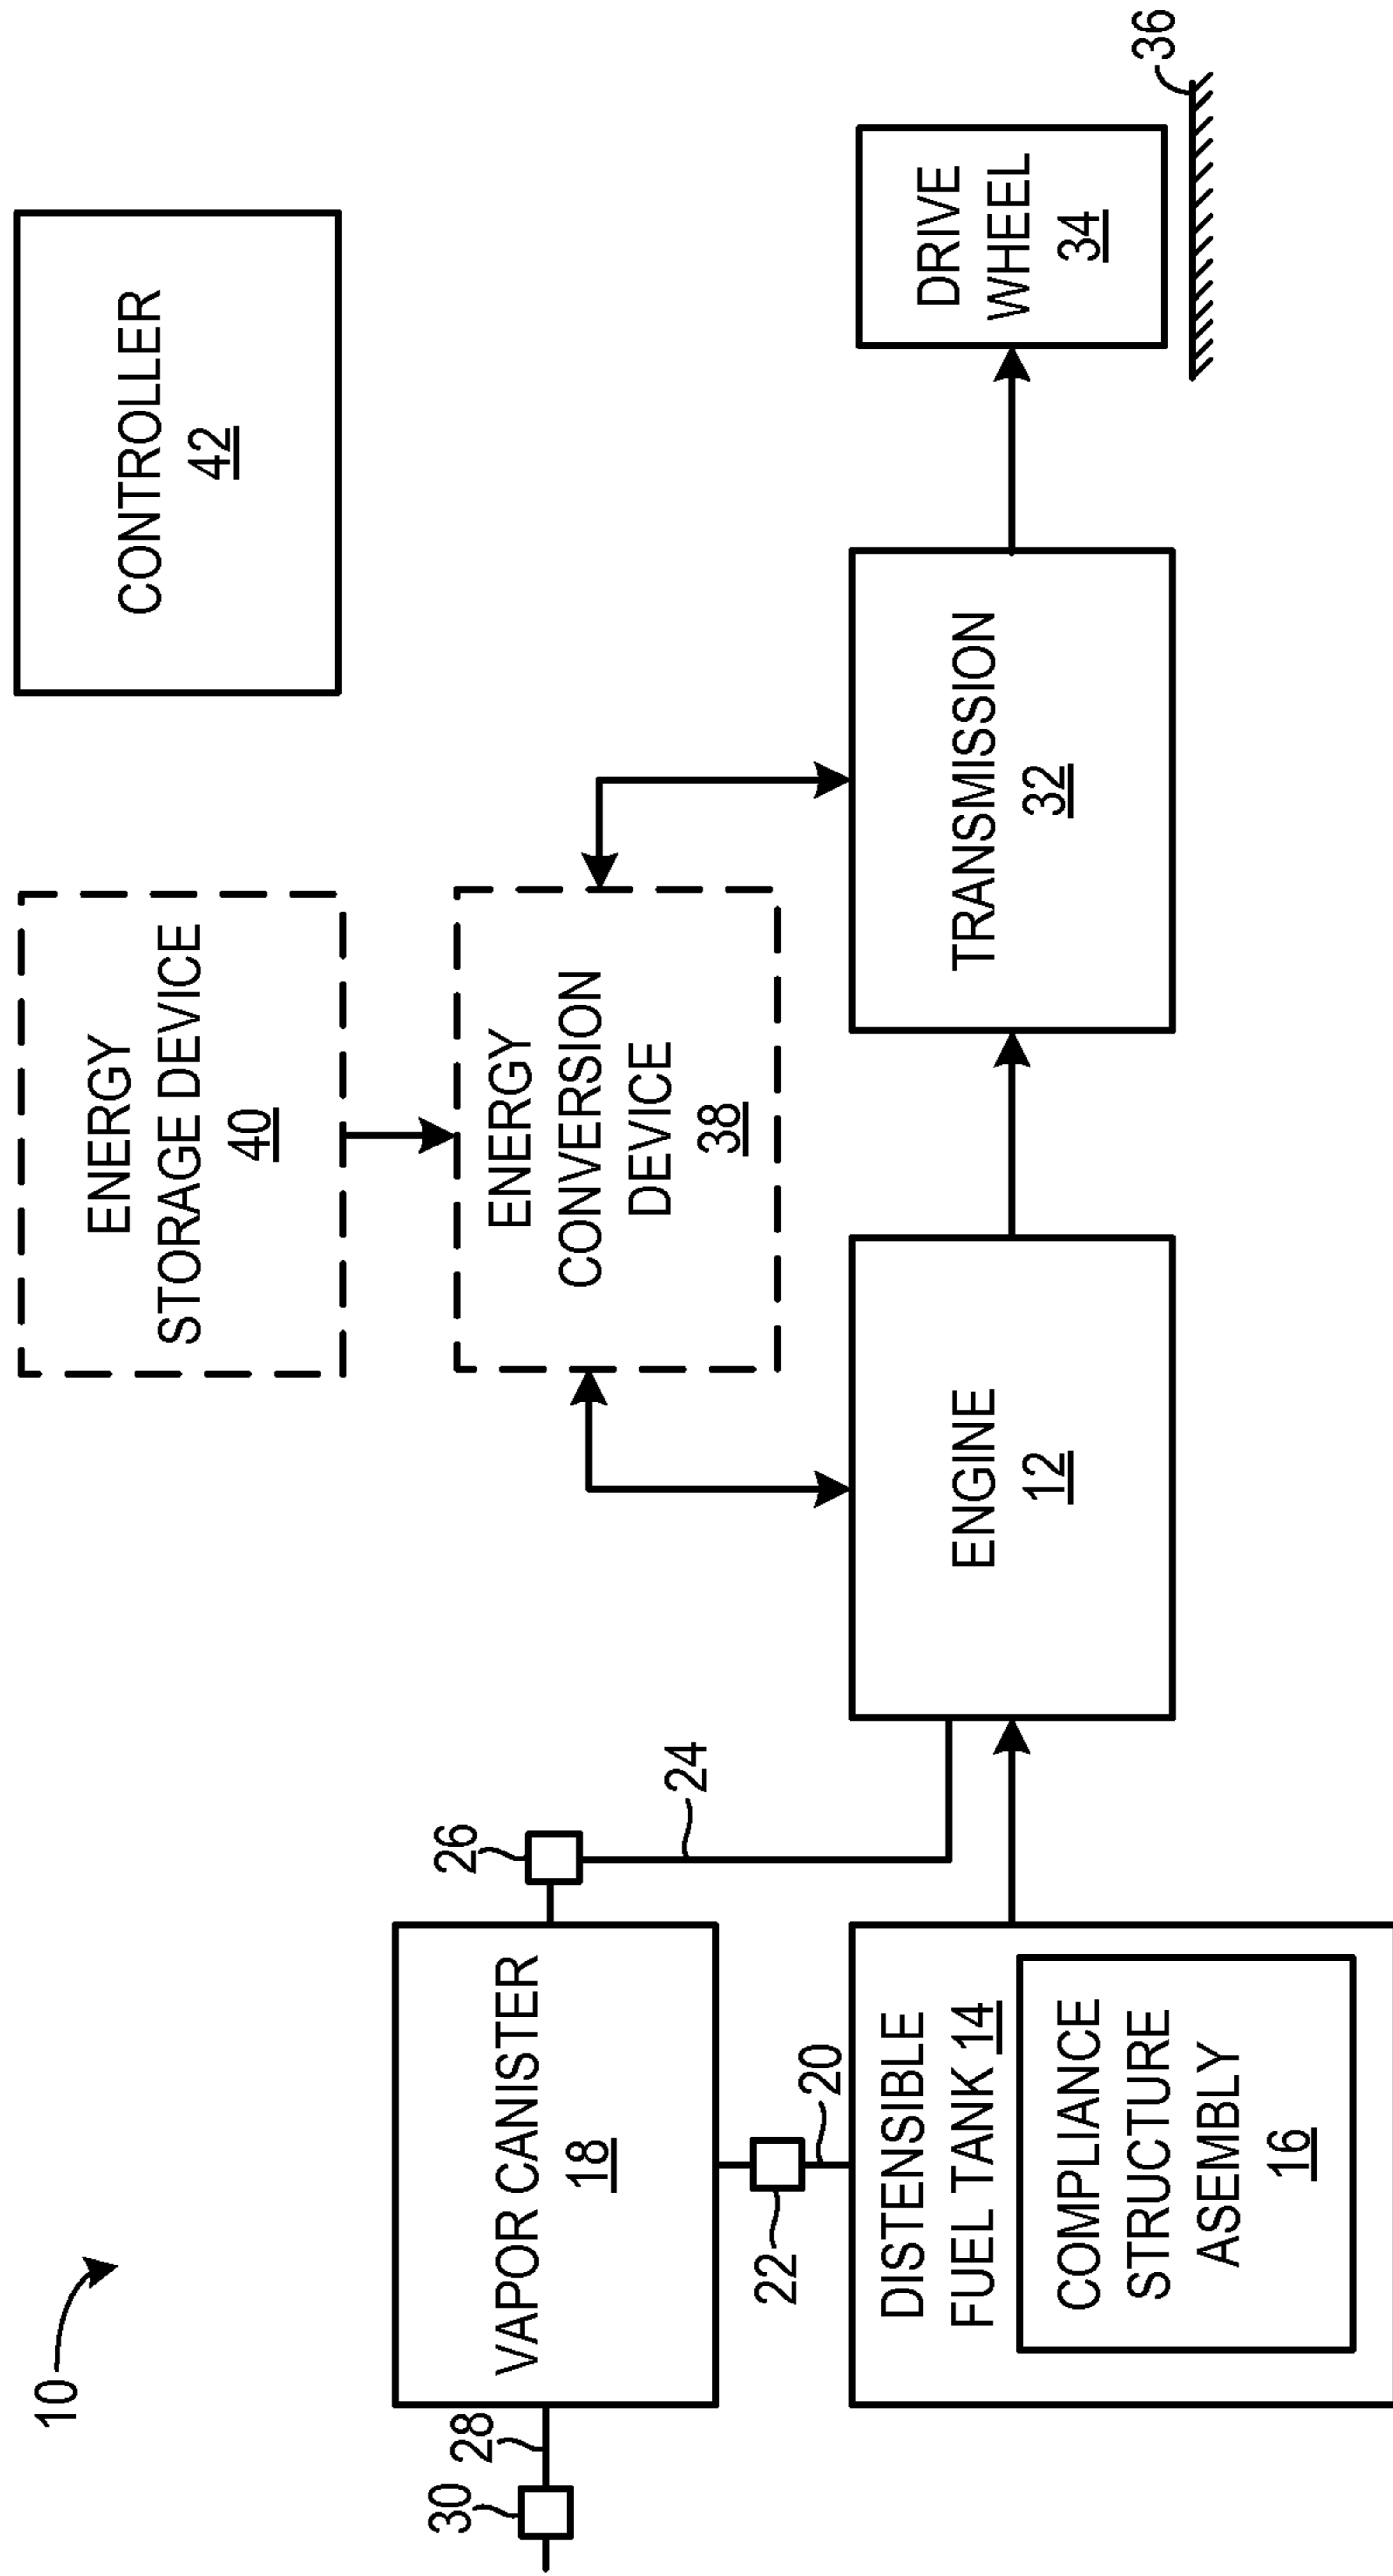 10
ENERGY
STORAGE DEVICE
40
CONTROLLER
42
30
28
VAPOR CANISTER
18
26
24
ENERGY
CONVERSION
DEVICE
38
22
20
DISTENSIBLE
FUEL TANK 14
COMPLIANCE
STRUCTURE
ASEMBLY
16
ENGINE
12
TRANSMISSION
32
DRIVE
WHEEL
34
36